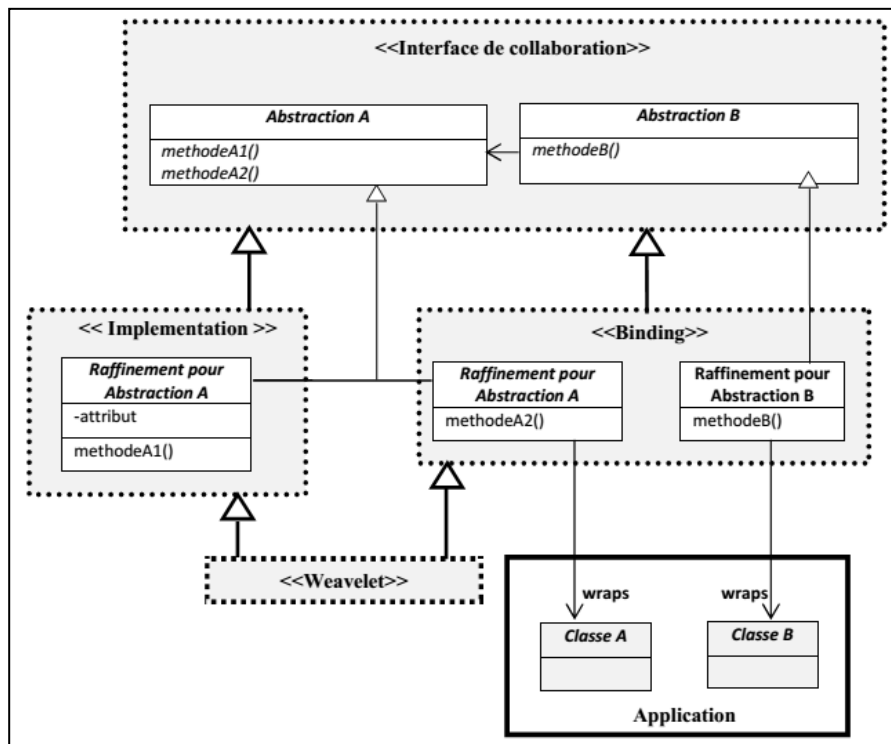 <<Interface de collaboration>>
Abstraction A
methodeA1()
methodeA2()
Abstraction B
methodeB()
<< Implementation >>
Raffinement pour
Abstraction A
-attribut
methodeA1()
<<Binding>>
Raffinement pour
Abstraction A
methodeA2()
Raffinement pour
Abstraction B
methodeB()
<<Weavelet>>
wraps
wraps
Classe A
Classe B
Application